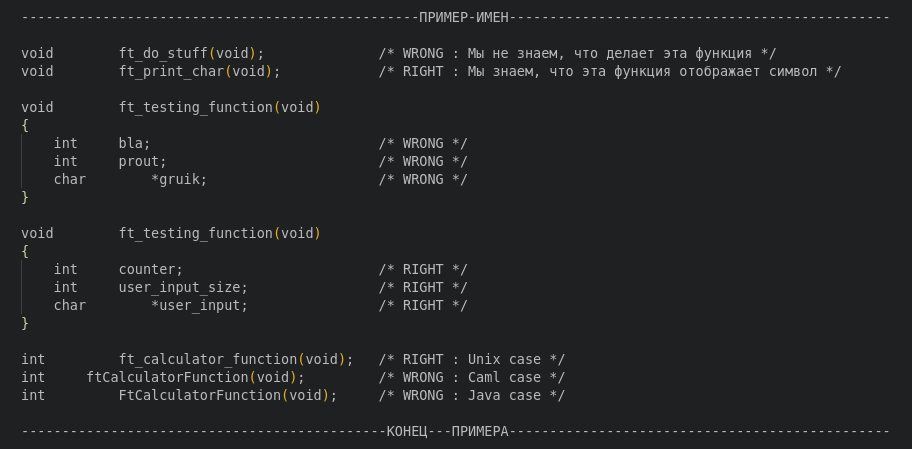 -------------------------------------------------ПРИМЕР-ИМЕН-----------------------------------------------
void        ft_do_stuff(void);              /* WRONG : Мы не знаем, что делает эта функция */
void        ft_print_char(void);            /* RIGHT : Мы знаем, что эта функция отображает символ */
void        ft_testing_function(void)
{
    int     bla;                            /* WRONG */
    int     prout;                          /* WRONG */
    char        *gruik;                     /* WRONG */
}
void        ft_testing_function(void)
{
    int     counter;                        /* RIGHT */
    int     user_input_size;                /* RIGHT */
    char        *user_input;                /* RIGHT */
}
int         ft_calculator_function(void);   /* RIGHT : Unix case */
int     ftCalculatorFunction(void);         /* WRONG : Caml case */
int         FtCalculatorFunction(void);     /* WRONG : Java case */
---------------------------------------------КОНЕЦ---ПРИМЕРА-----------------------------------------------